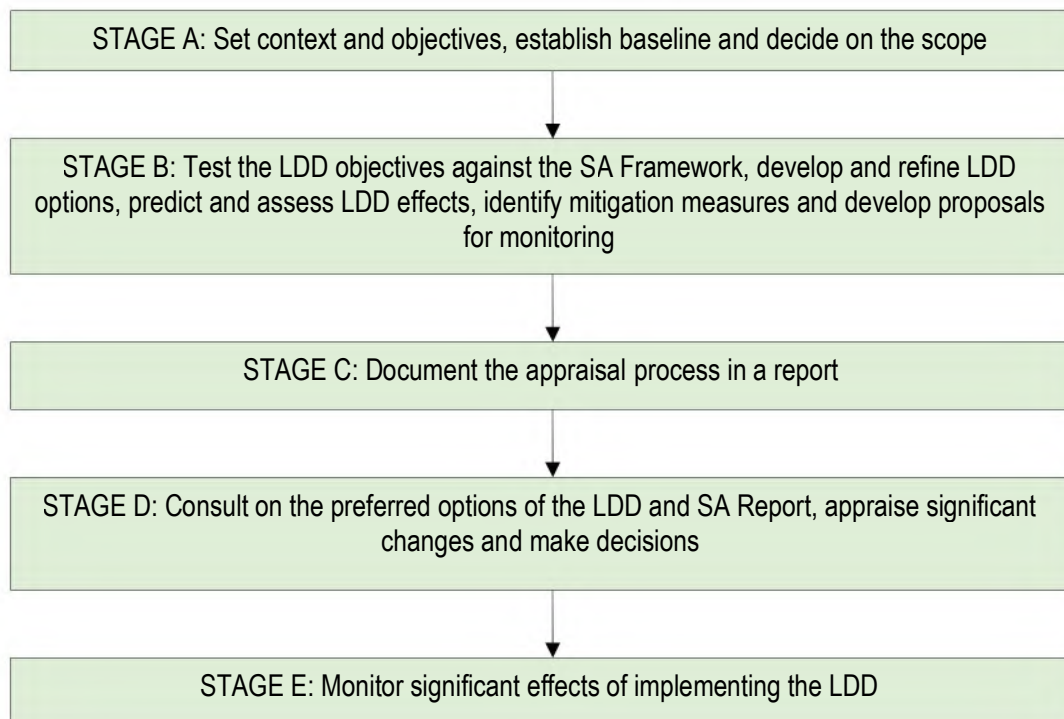 STAGE A: Set context and objectives, establish baseline and decide on the scope
STAGE B: Test the LDD objectives against the SA Framework, develop and refine LDD
options, predict and assess LDD effects, identify mitigation measures and develop proposals
for monitoring
STAGE C: Document the appraisal process in a report
STAGE D: Consult on the preferred options of the LDD and SA Report, appraise significant
changes and make decisions
STAGE E: Monitor significant effects of implementing the LDD